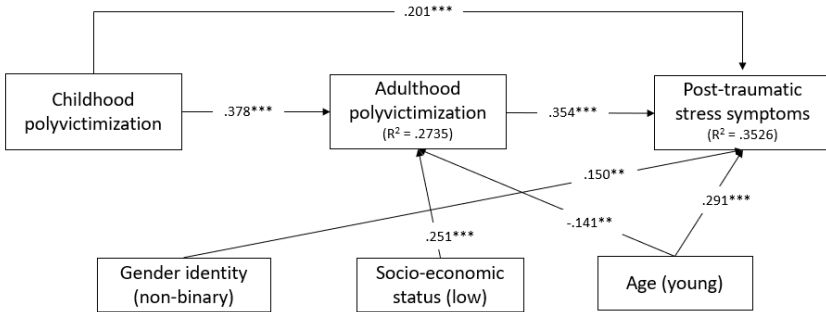 .201***
Childhood
polyvictimization
.378***
Adulthood
polyvictimization
(R² = .2735)
.354***
Post-traumatic
stress symptoms
(R² = .3526)
.150**
.291***
-.141**
.251***
Gender identity
(non-binary)
Socio-economic
status (low)
Age (young)